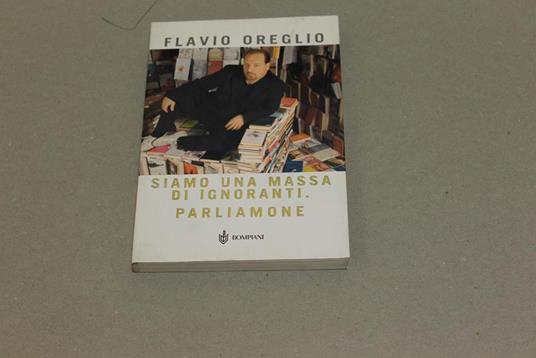 FLAVIO OREGLIO
SIAMO UNA MASSA
DI IGNORANTI.
PARLIAMONE
BOMPIANI